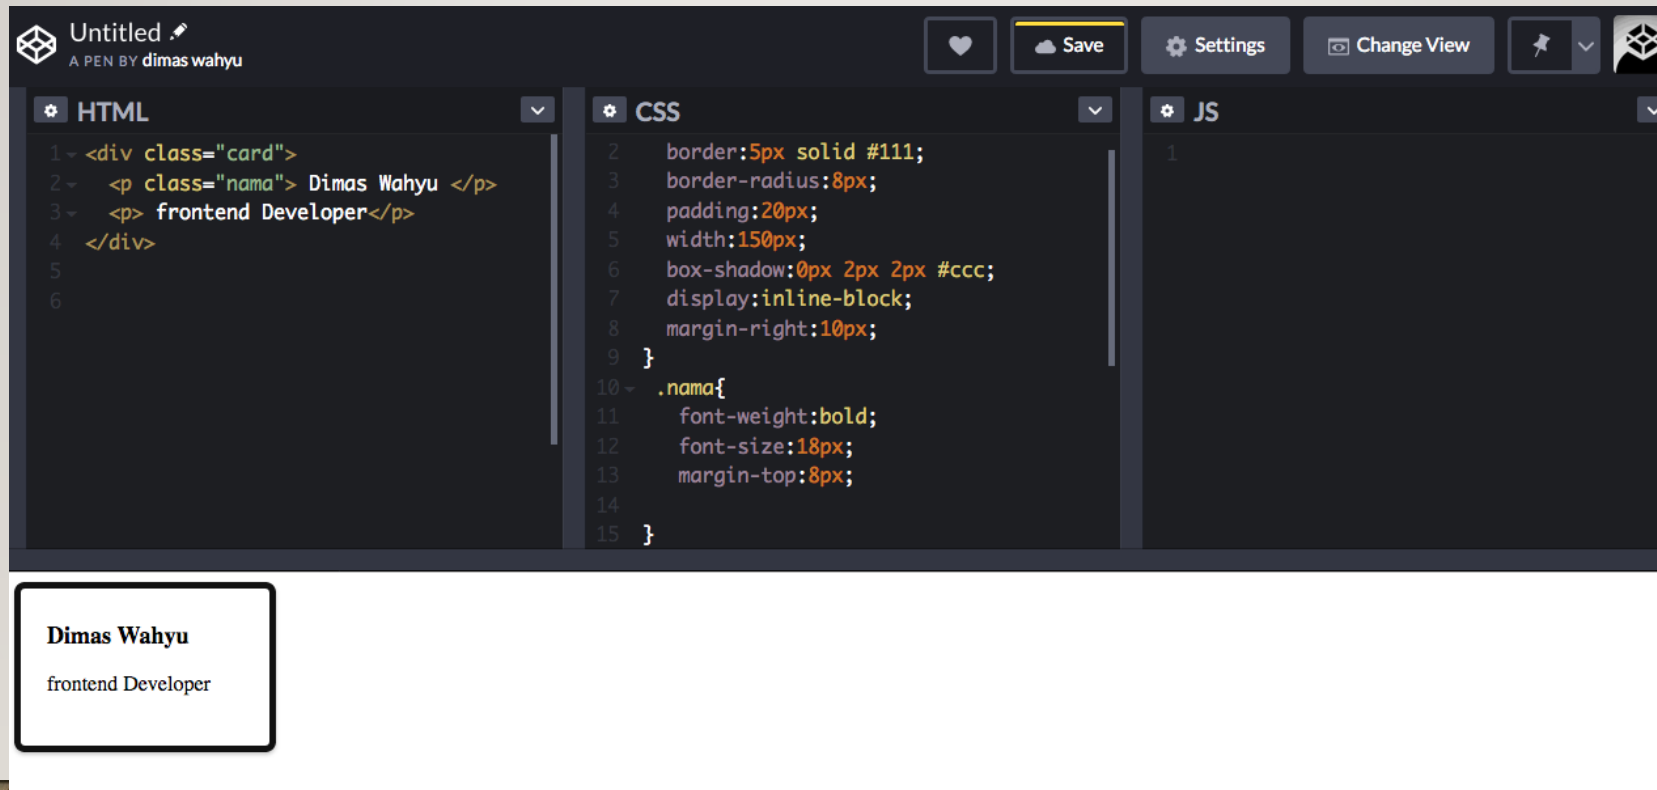 Untitled
A PEN BY dimas wahyu
Save
Settings
Change View
HTML
1 <div class="card">
2 <p class="nama"> Dimas Wahyu </p>
3 <p> frontend Developer</p>
4 </div>
5
6
CSS
2 border:5px solid #111;
3 border-radius:8px;
4 padding:20px;
5 width:150px;
6 box-shadow:0px 2px 2px #ccc;
7 display:inline-block;
8 margin-right:10px;
9 }
10 .nama{
11 font-weight:bold;
12 font-size:18px;
13 margin-top:8px;
14
15 }
JS
1
Dimas Wahyu
frontend Developer